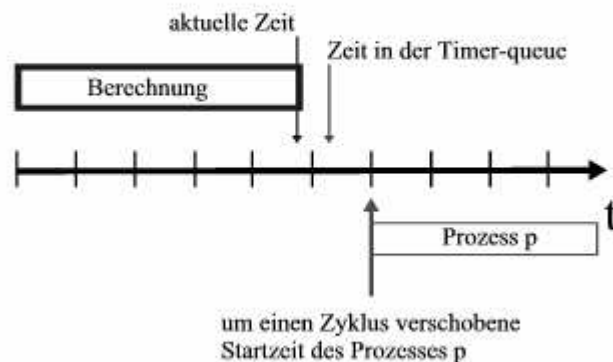 aktuelle Zeit
Zeit in der Timer-queue
Berechnung
t
Prozess p
um einen Zyklus verschobene
Startzeit des Prozesses p